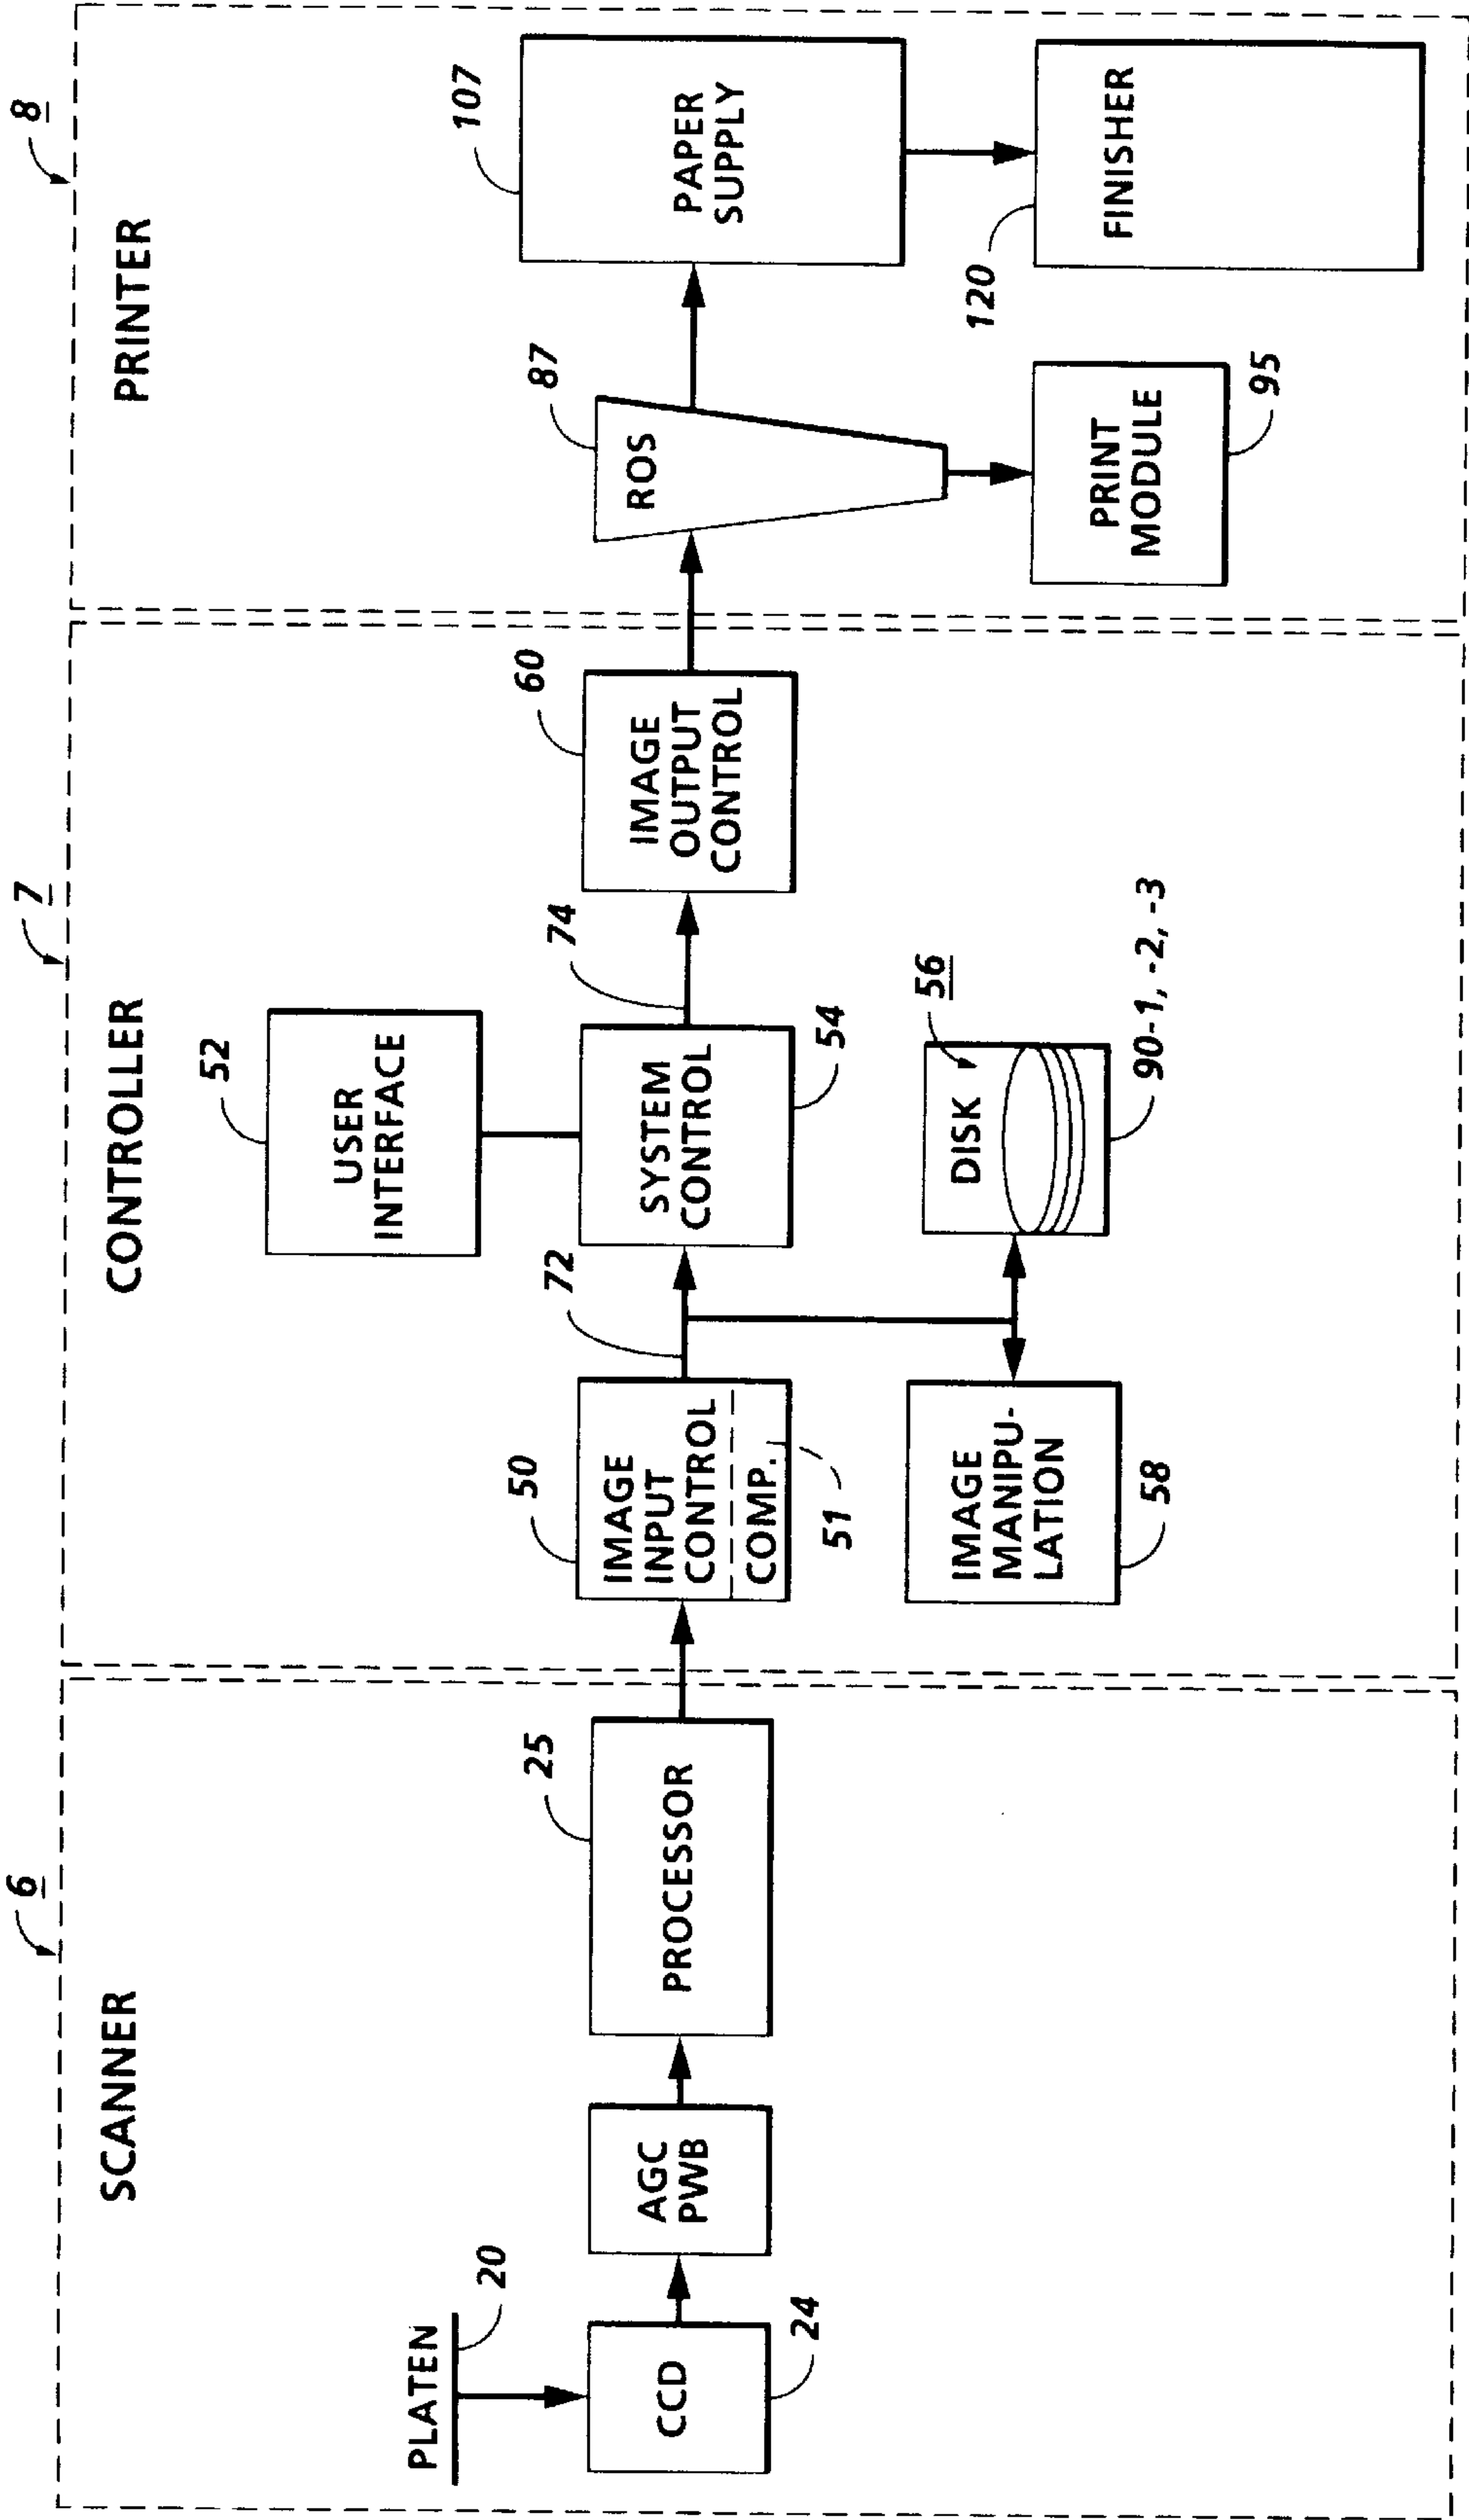 6
SCANNER
PLATEN
20
CCD
24
AGC
PWB
PROCESSOR
25
7
CONTROLLER
52
USER
INTERFACE
50
IMAGE
INPUT
CONTROL
COMP.
51
72
SYSTEM
CONTROL
54
74
60
IMAGE
OUTPUT
CONTROL
IMAGE
MANIPU-
LATION
58
DISK
56
90-1, -2, -3
8
PRINTER
87
ROS
107
PAPER
SUPPLY
PRINT
MODULE
95
120
FINISHER